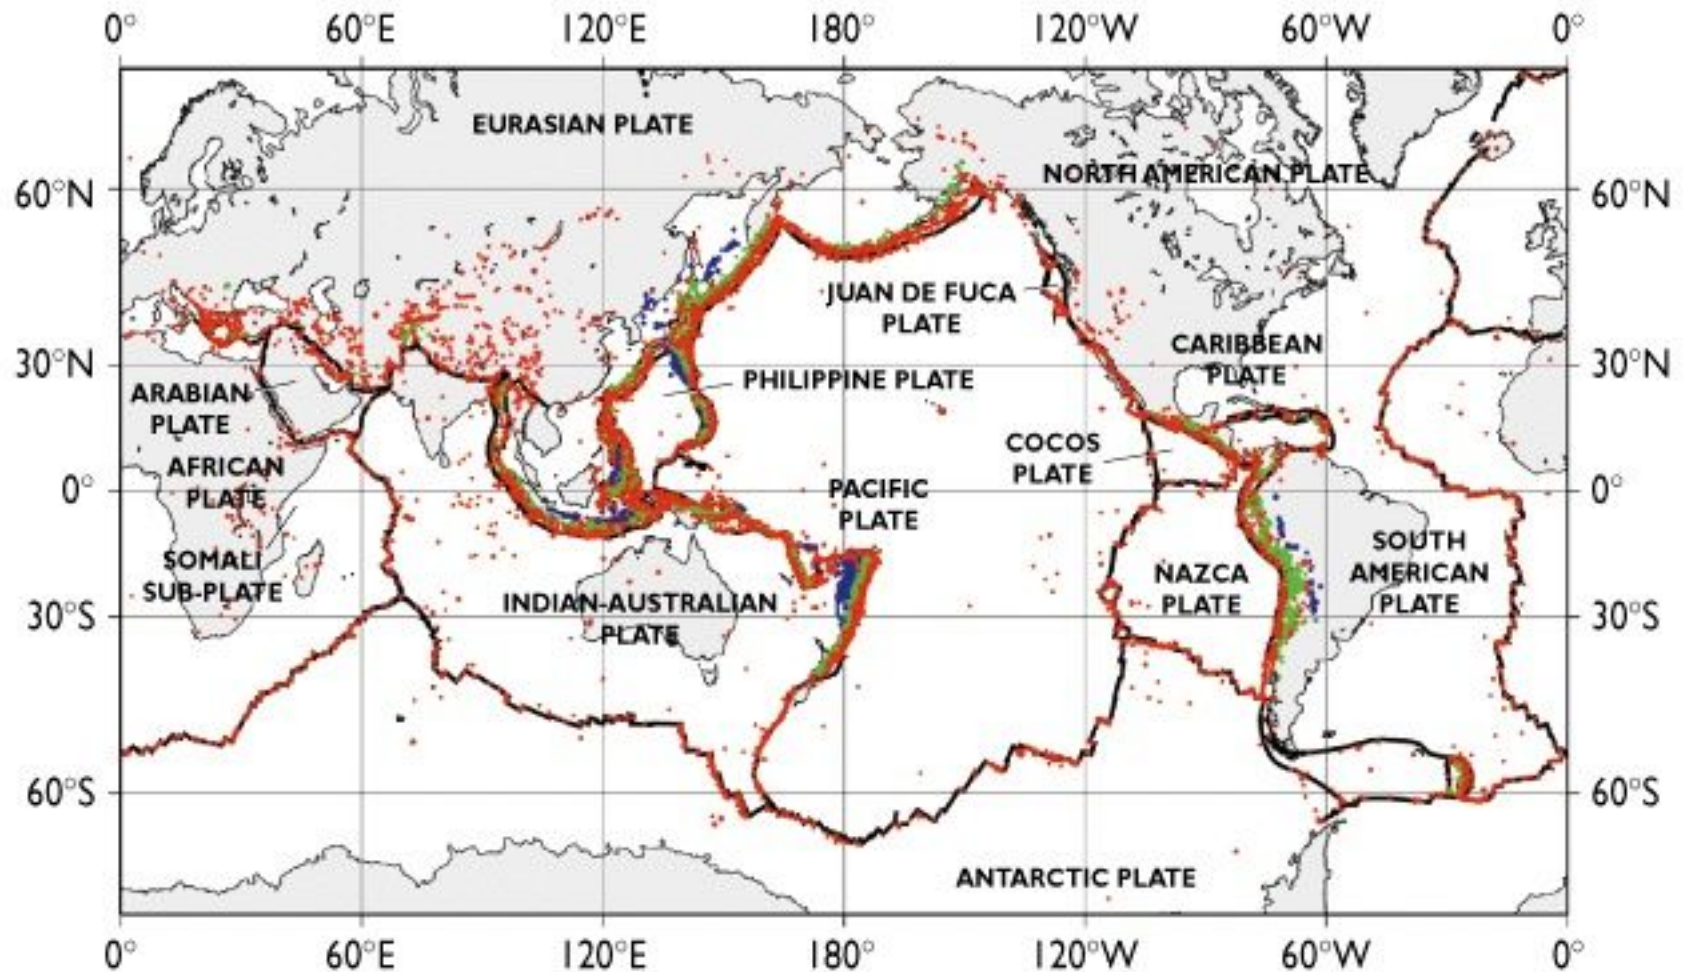 0° 60°E 120°E 180° 120°W 60°W 0°
EURASIAN PLATE
NORTH AMERICAN PLATE
60°N 60°N
JUAN DE FUCA
PLATE
CARIBBEAN
PLATE
30°N 30°N
ARABIAN
PLATE
PHILIPPINE PLATE
COCOS
PLATE
AFRICAN
PLATE
0° 0°
PACIFIC
PLATE
SOMALI
SUB-PLATE
INDIAN-AUSTRALIAN
PLATE
NAZCA
PLATE
SOUTH
AMERICAN
PLATE
30°S 30°S
60°S 60°S
ANTARCTIC PLATE
0° 60°E 120°E 180° 120°W 60°W 0°